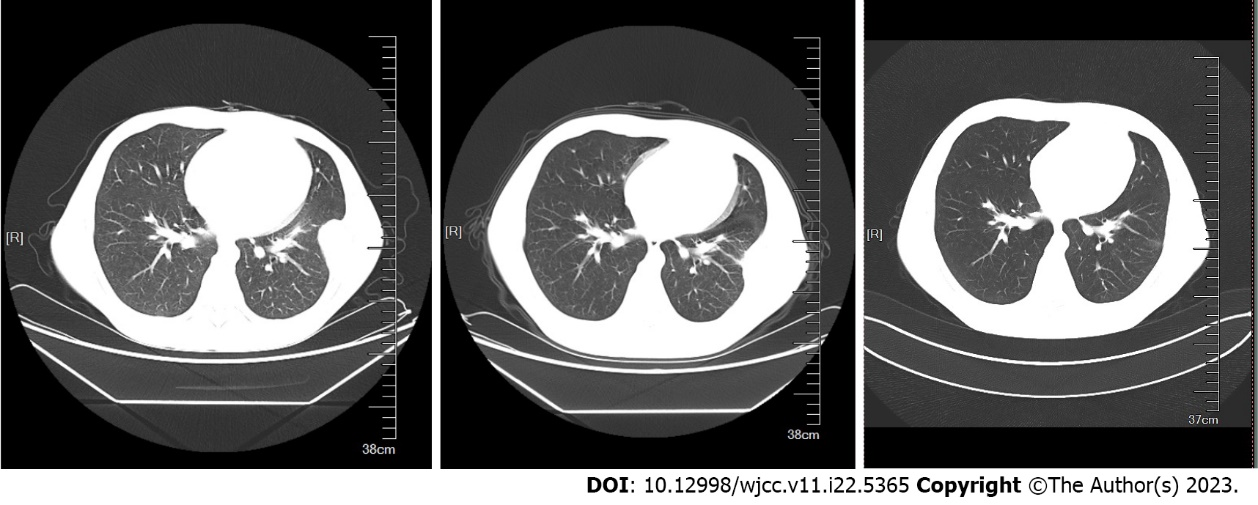 [R]
38cm
[R]
38cm
[R]
37cm
DOI: 10.12998/wjcc.v11.i22.5365 Copyright ©The Author(s) 2023.